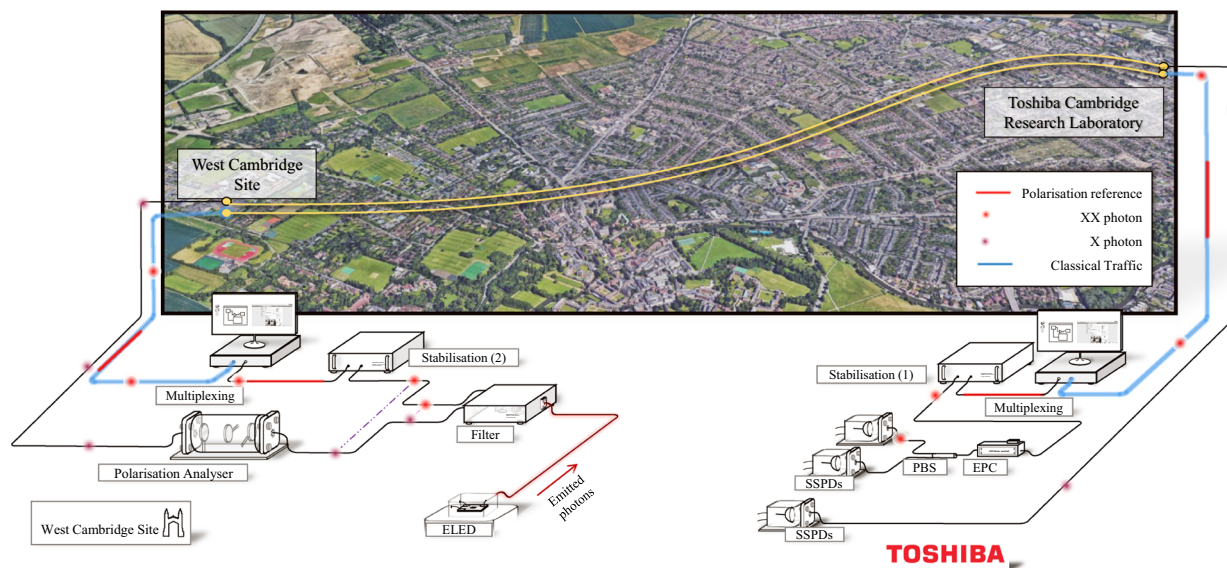 West Cambridge
Site
Toshiba Cambridge
Research Laboratory
Polarisation reference
XX photon
X photon
Classical Traffic
Stabilisation (2)
Multiplexing
Filter
Polarisation Analyser
Emitted
photons
ELED
West Cambridge Site
Stabilisation (1)
Multiplexing
SSPDs
PBS
EPC
SSPDs
TOSHIBA